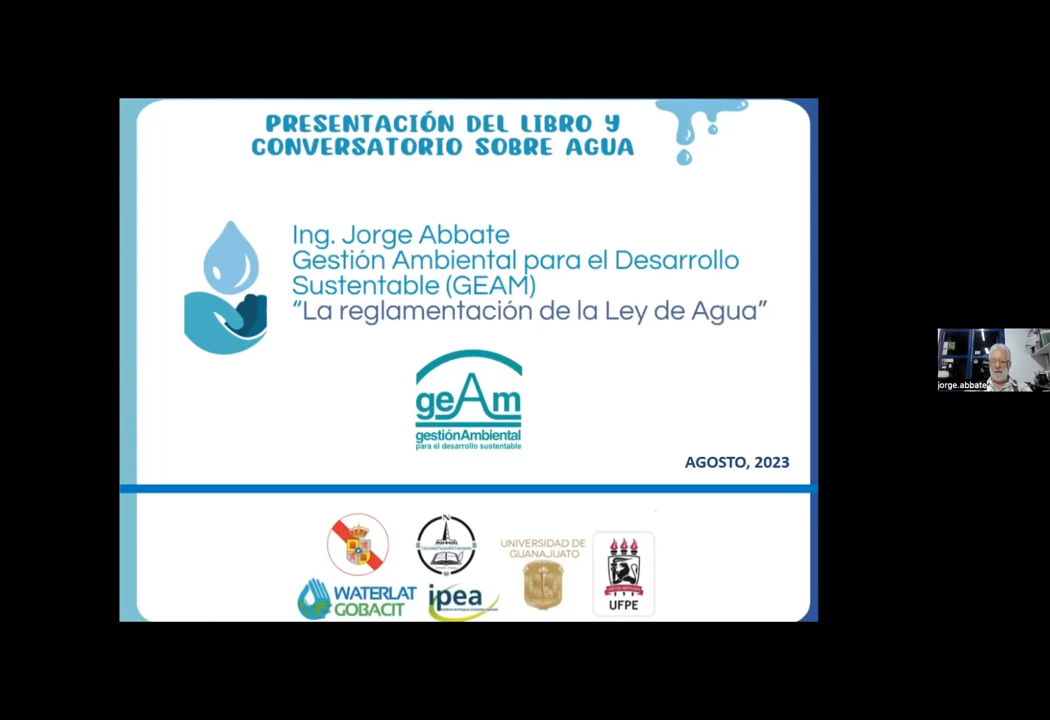 PRESENTACIÓN DEL LIBRO Y
CONVERSATORIO SOBRE AGUA
Ing. Jorge Abbate
Gestión Ambiental para el Desarrollo
Sustentable (GEAM)
“La reglamentación de la Ley de Agua”
geAm
gestiónAmbiental
para el desarrollo sustentable
jorge.abbate
AGOSTO, 2023
N
UNIVERSIDAD DE
GUANAJUATO
WATERLAT
GOBACIT
ipea
UFPE